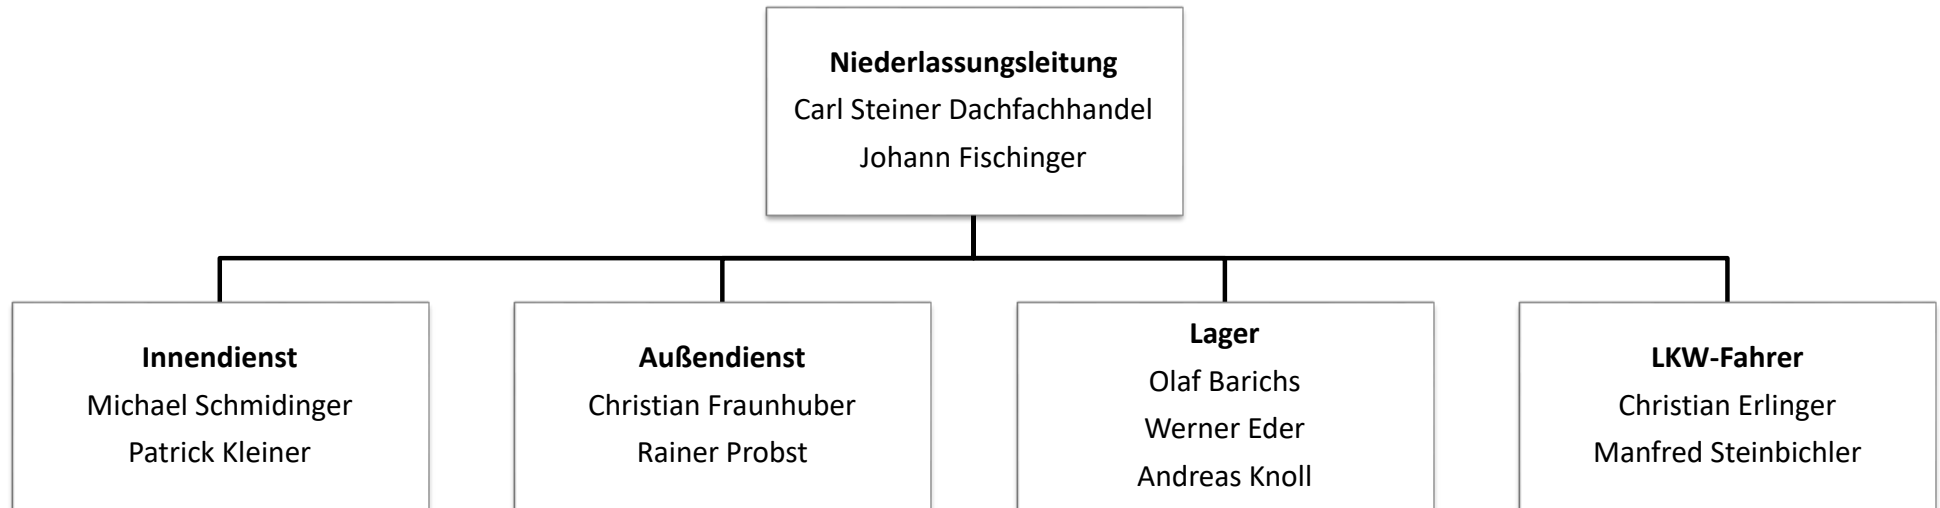 Niederlassungsleitung
Carl Steiner Dachfachhandel
Johann Fischinger
Innendienst
Michael Schmidinger
Patrick Kleiner
Außendienst
Christian Fraunhuber
Rainer Probst
Lager
Olaf Barichs
Werner Eder
Andreas Knoll
LKW-Fahrer
Christian Erlinger
Manfred Steinbichler